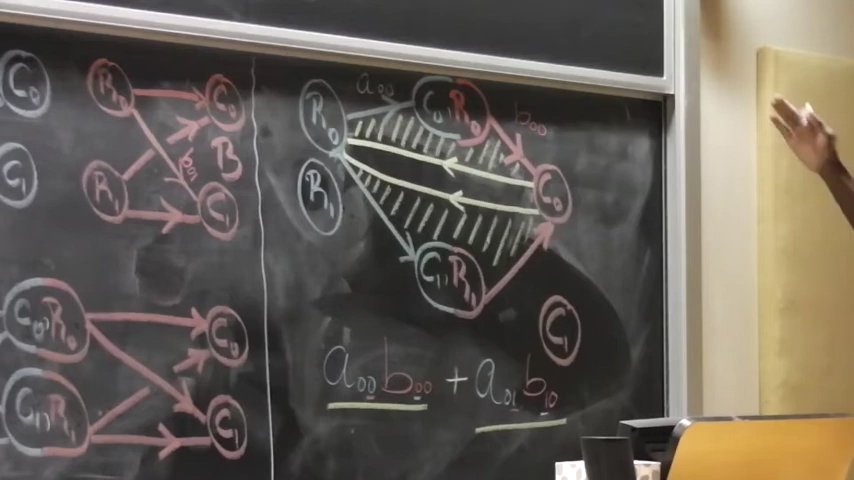 C₀
C₁
R₀ C₀
b₀₁ B
R₁ C₁
C₀,R₀ C₀
C₁,R₁ C₁
a₀₀ C₀,R₀ b₀₀
R₀
R₁ C₀
C₁,R₁
C₁
a₀₀b₀₀ + a₀₁b₁₀